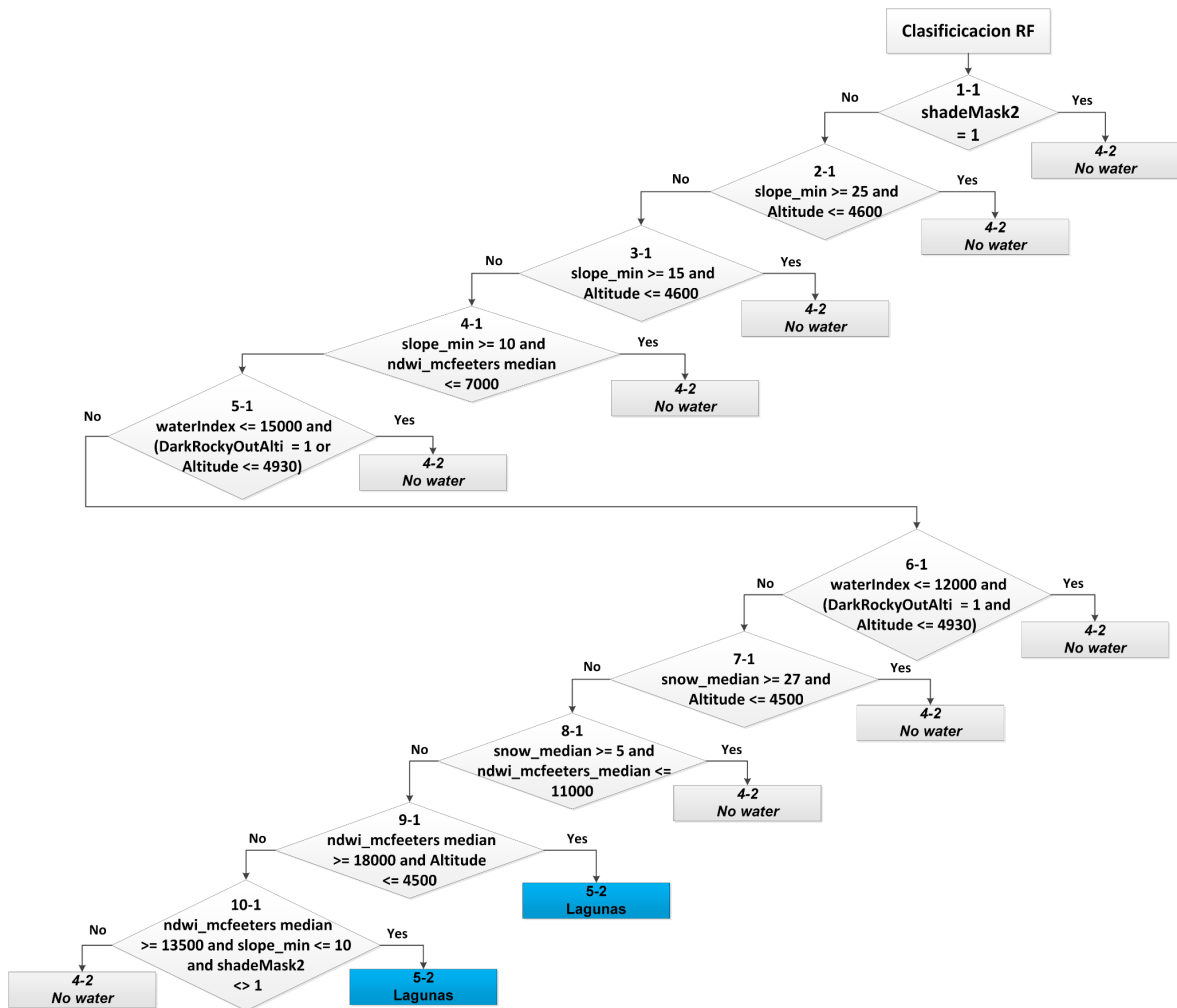 Clasificicacion RF
1-1
shadeMask2
= 1
No
Yes
4-2
No water
2-1
slope_min >= 25 and
Altitude <= 4600
No
Yes
4-2
No water
3-1
slope_min >= 15 and
Altitude <= 4600
No
Yes
4-2
No water
4-1
slope_min >= 10 and
ndwi_mcfeeters median
<= 7000
No
Yes
4-2
No water
5-1
waterIndex <= 15000 and
(DarkRockyOutAlti = 1 or
Altitude <= 4930)
No
Yes
4-2
No water
6-1
waterIndex <= 12000 and
(DarkRockyOutAlti = 1 and
Altitude <= 4930)
No
Yes
4-2
No water
7-1
snow_median >= 27 and
Altitude <= 4500
No
Yes
4-2
No water
8-1
snow_median >= 5 and
ndwi_mcfeeters_median <=
11000
No
Yes
4-2
No water
9-1
ndwi_mcfeeters median
>= 18000 and Altitude
<= 4500
No
Yes
5-2
Lagunas
10-1
ndwi_mcfeeters median
>= 13500 and slope_min <= 10
and shadeMask2
<> 1
No
Yes
4-2
No water
5-2
Lagunas